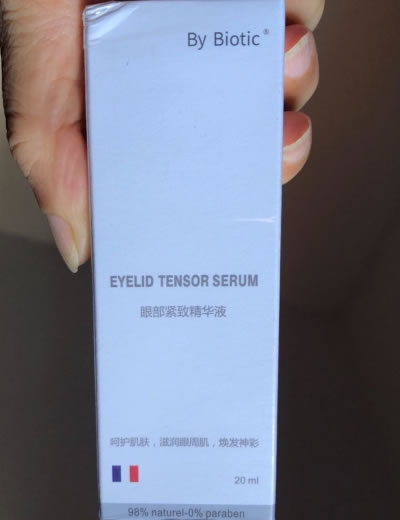 By Biotic®
EYELID TENSOR SERUM
眼部紧致精华液
呵护肌肤，滋润眼周肌，焕发神彩
20 ml
98% naturel-0% paraben